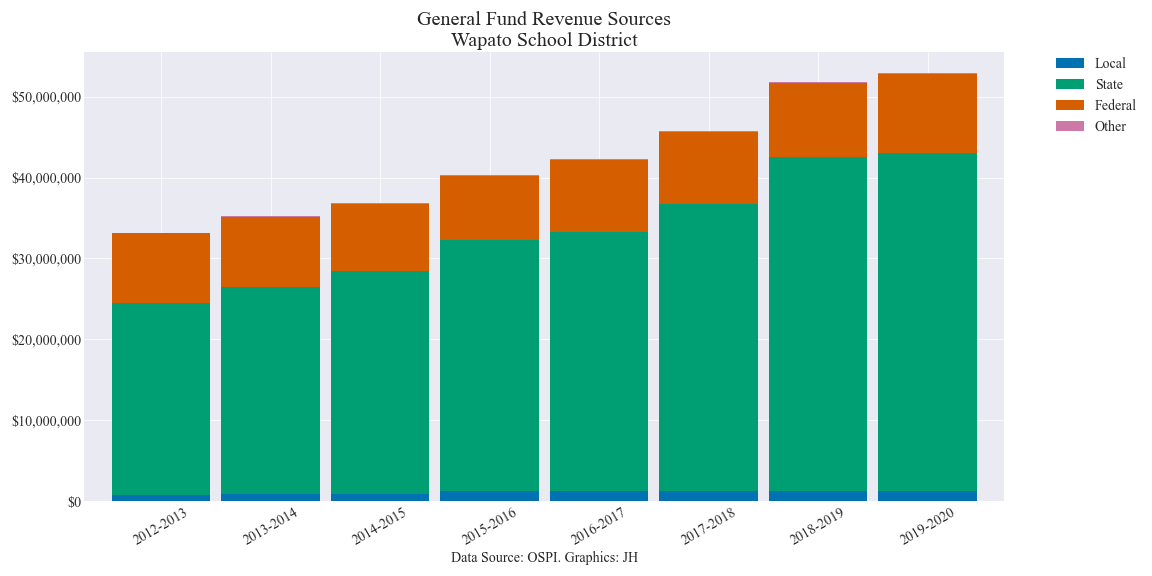 General Fund Revenue Sources
Wapato School District
Local
State
Federal
Other
$50,000,000
$40,000,000
$30,000,000
$20,000,000
$10,000,000
$0
2012-2013
2013-2014
2014-2015
2015-2016
2016-2017
2017-2018
2018-2019
2019-2020
Data Source: OSPI. Graphics: JH